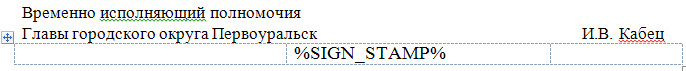 Временно исполняющий полномочия
Главы городского округа Первоуральск И.В. Кабец
%SIGN_STAMP%